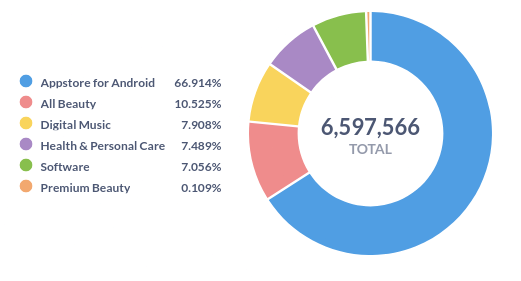 Appstore for Android 66.914%
All Beauty 10.525%
Digital Music 7.908%
Health & Personal Care 7.489%
Software 7.056%
Premium Beauty 0.109%
6,597,566
TOTAL